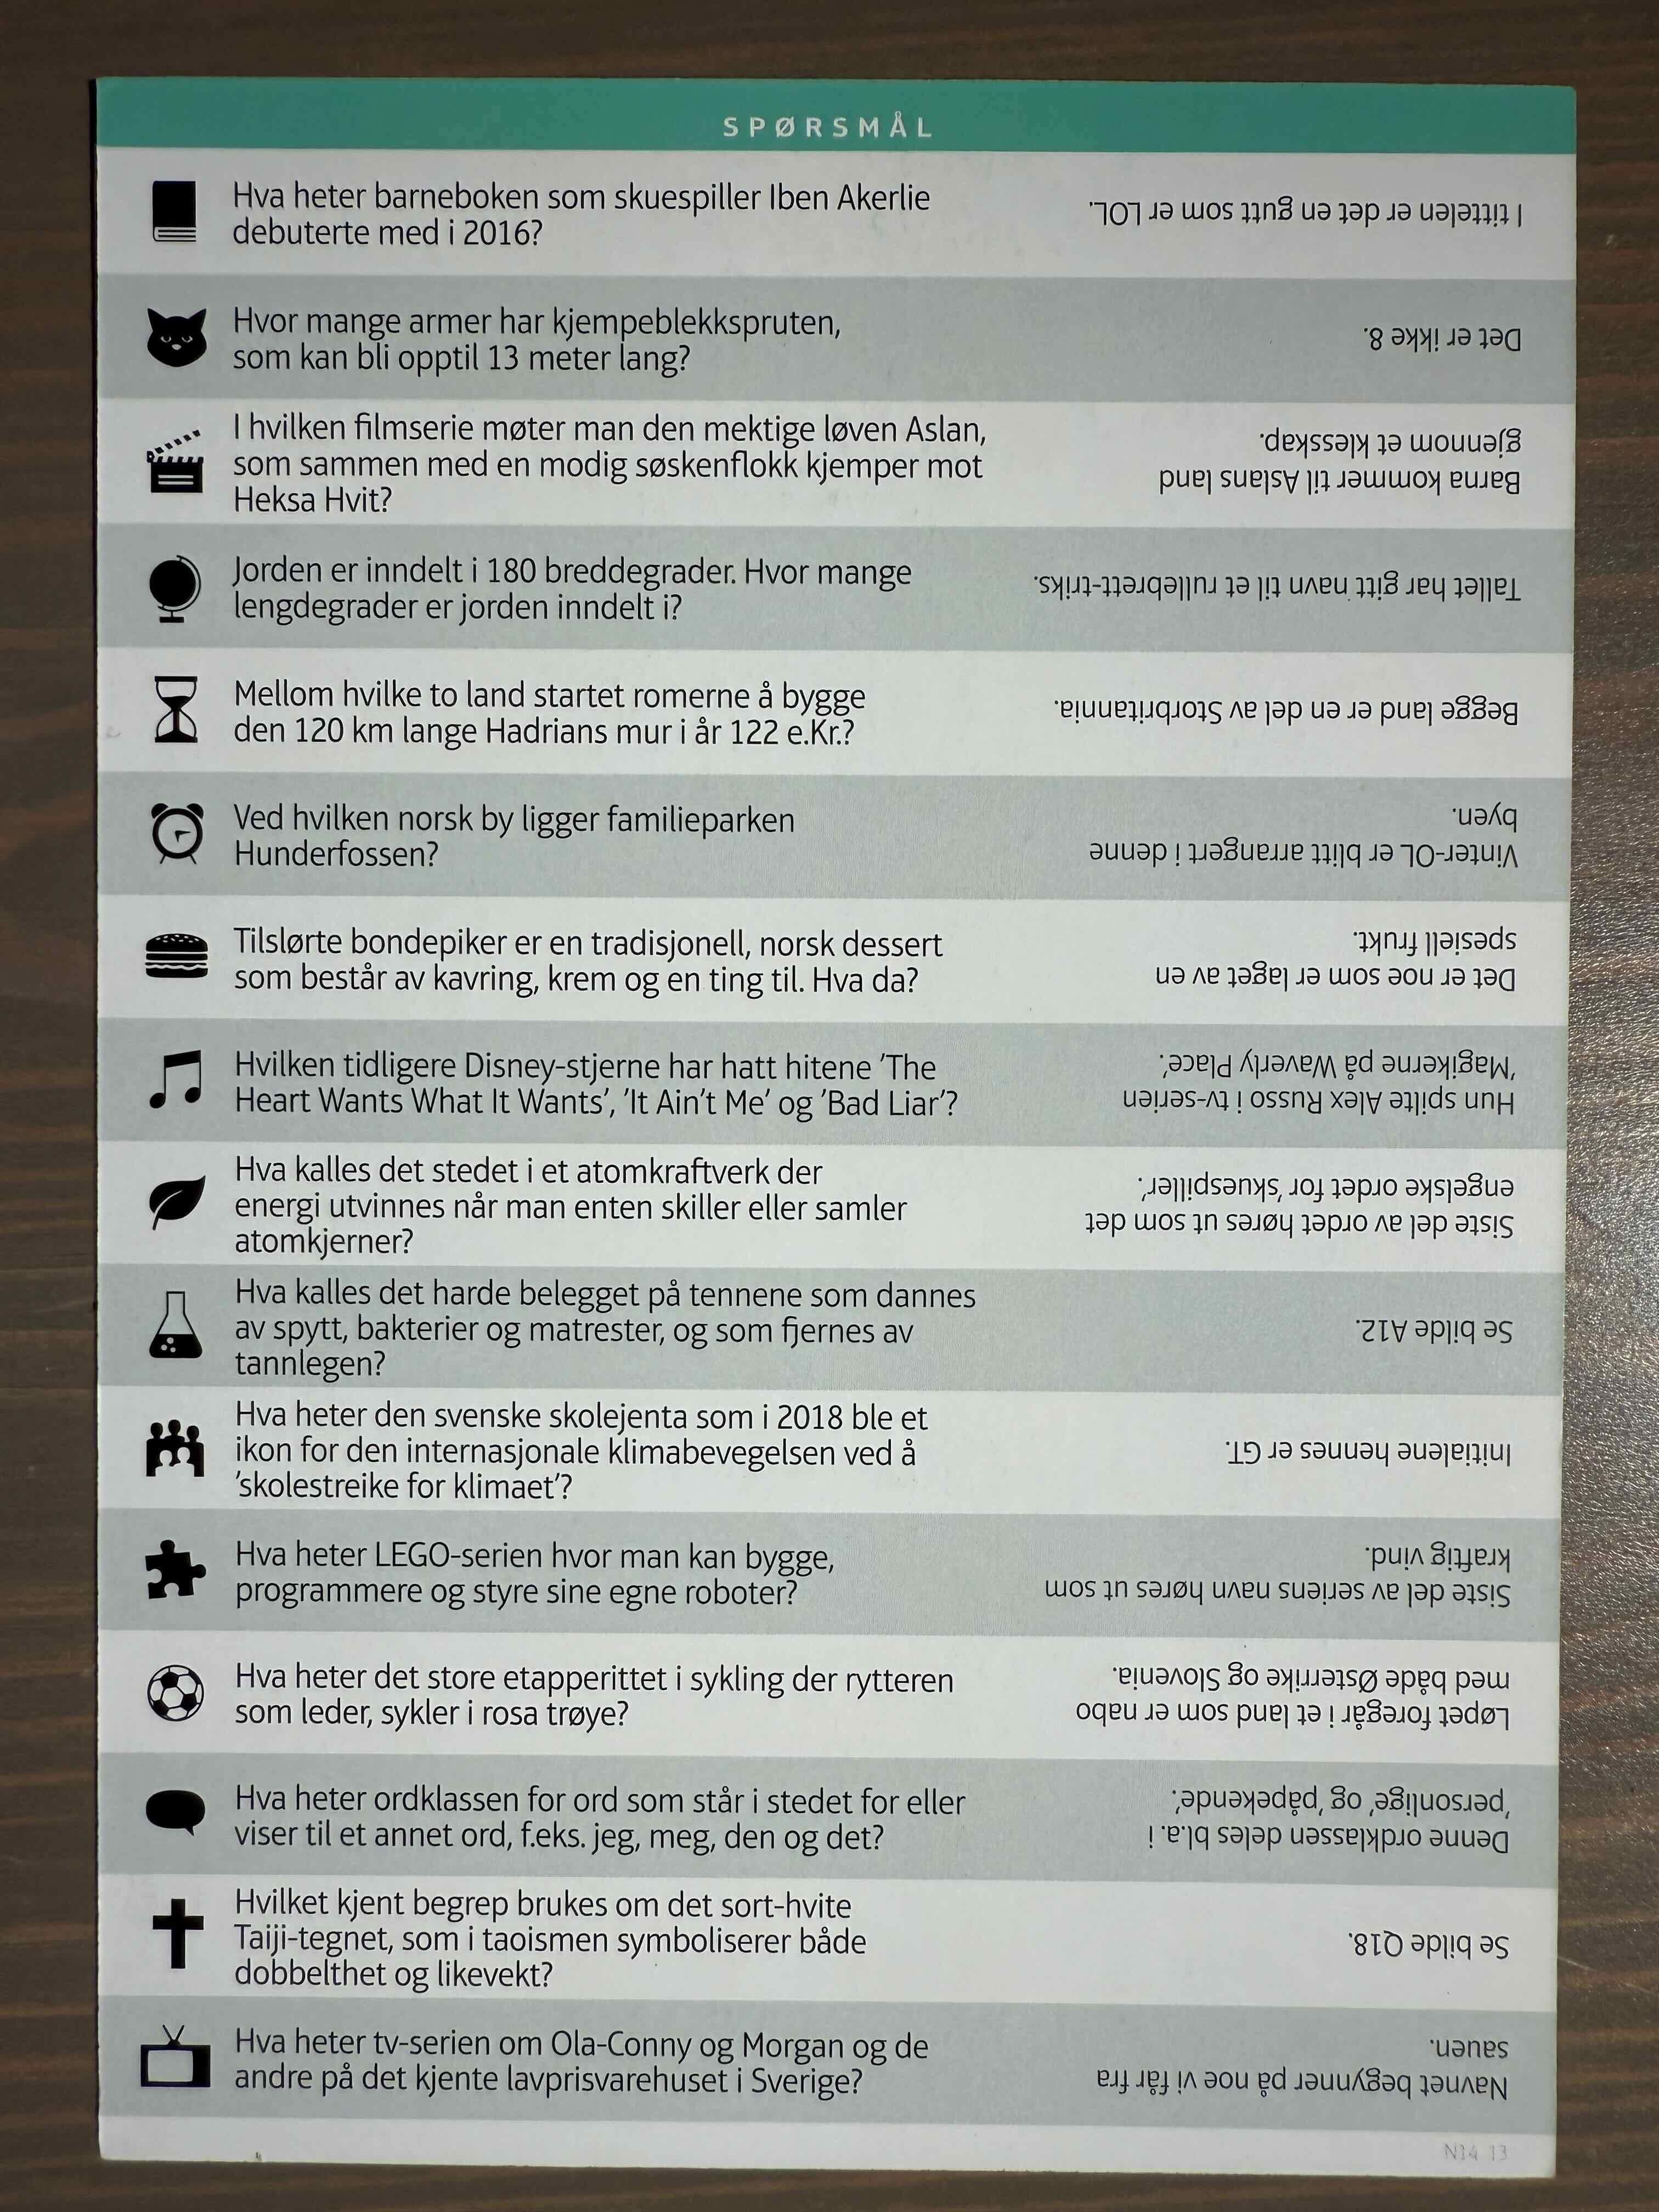 SPØRSMÅL
Hva heter barneboken som skuespiller Iben Akerlie
debuterte med i 2016?
I tittelen er det en gutt som er LOL.
Hvor mange armer har kjempeblekkspruten,
som kan bli opptil 13 meter lang?
Det er ikke 8.
I hvilken filmserie møter man den mektige løven Aslan,
som sammen med en modig søskenflokk kjemper mot
Heksa Hvit?
Barna kommer til Aslans land
gjennom et klesskap.
Jorden er inndelt i 180 breddegrader. Hvor mange
lengdegrader er jorden inndelt i?
Tallet har gitt navn til et rullebrett-triks.
Mellom hvilke to land startet romerne å bygge
den 120 km lange Hadrians mur i år 122 e.Kr.?
Begge land er en del av Storbritannia.
Ved hvilken norsk by ligger familieparken
Hunderfossen?
Vinter-OL er blitt arrangert i denne
byen.
Tilslørte bondepiker er en tradisjonell, norsk dessert
som består av kavring, krem og en ting til. Hva da?
Det er noe som er laget av en
spesiell frukt.
Hvilken tidligere Disney-stjerne har hatt hitene 'The
Heart Wants What It Wants', 'It Ain't Me' og 'Bad Liar'?
Hun spilte Alex Russo i tv-serien
'Magikerne på Waverly Place'.
Hva kalles det stedet i et atomkraftverk der
energi utvinnes når man enten skiller eller samler
atomkjerner?
Siste del av ordet høres ut som det
engelske ordet for 'skuespiller'.
Hva kalles det harde belegget på tennene som dannes
av spytt, bakterier og matrester, og som fjernes av
tannlegen?
Se bilde A12.
Hva heter den svenske skolejenta som i 2018 ble et
ikon for den internasjonale klimabevegelsen ved å
'skolestreike for klimaet'?
Initialene hennes er GT.
Hva heter LEGO-serien hvor man kan bygge,
programmere og styre sine egne roboter?
Siste del av seriens navn høres ut som
kraftig vind.
Hva heter det store etapperittet i sykling der rytteren
som leder, sykler i rosa trøye?
Løpet foregår i et land som er nabo
med både Østerrike og Slovenia.
Hva heter ordklassen for ord som står i stedet for eller
viser til et annet ord, f.eks. jeg, meg, den og det?
Denne ordklassen deles bl.a. i
'personlige' og 'påpekende'.
Hvilket kjent begrep brukes om det sort-hvite
Taiji-tegnet, som i taoismen symboliserer både
dobbelthet og likevekt?
Se bilde Q18.
Hva heter tv-serien om Ola-Conny og Morgan og de
andre på det kjente lavprisvarehuset i Sverige?
Navnet begynner på noe vi får fra
sauen.
N14 13